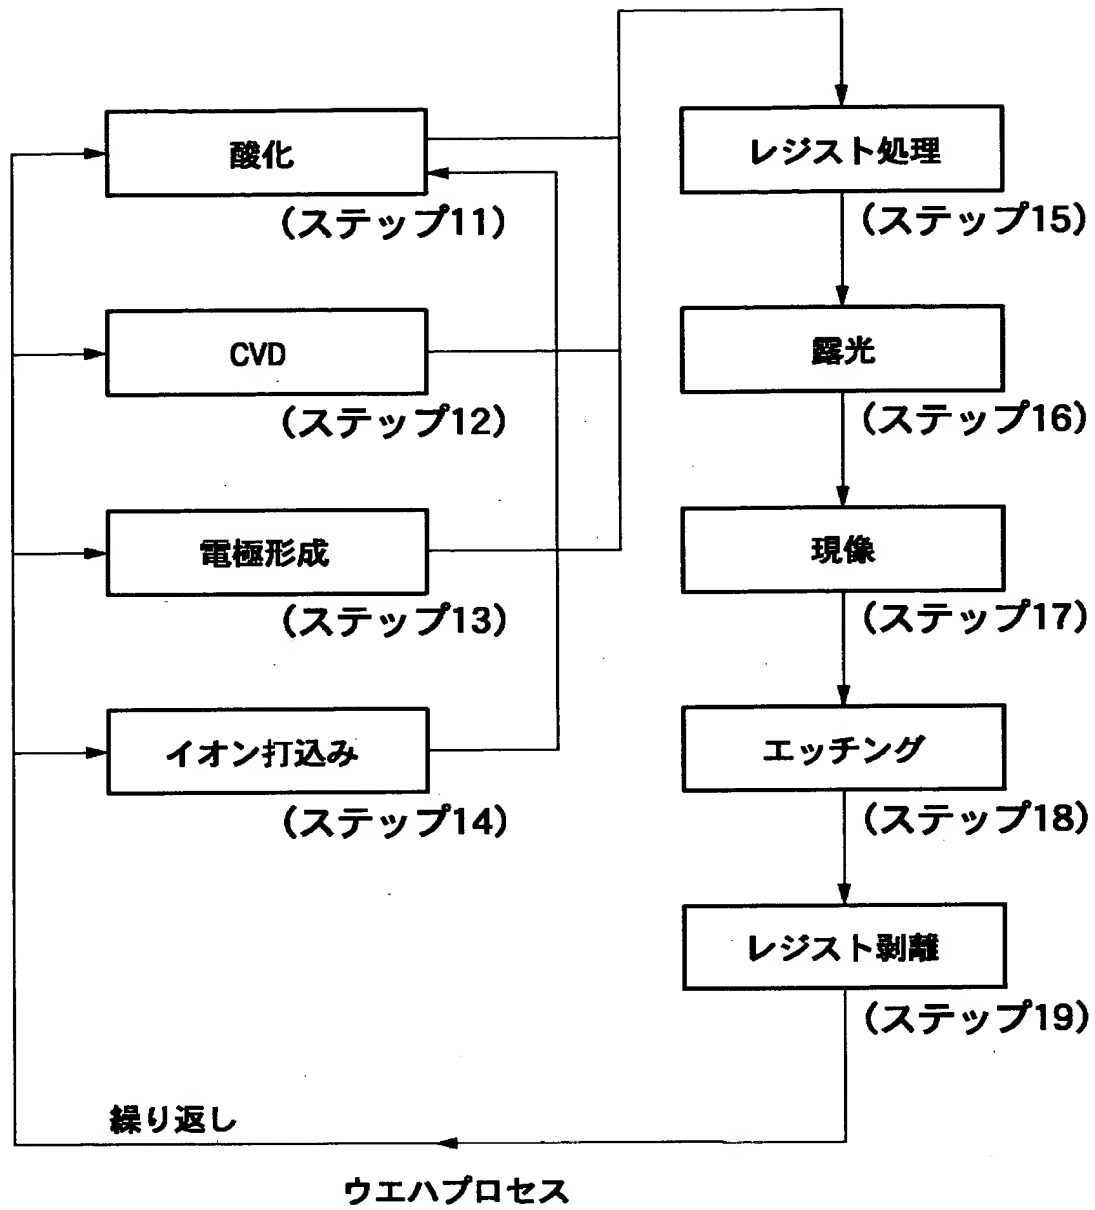 酸化
(ステップ11)
CVD
(ステップ12)
電極形成
(ステップ13)
イオン打込み
(ステップ14)
レジスト処理
(ステップ15)
露光
(ステップ16)
現像
(ステップ17)
エッチング
(ステップ18)
レジスト剥離
(ステップ19)
繰り返し
ウエハプロセス